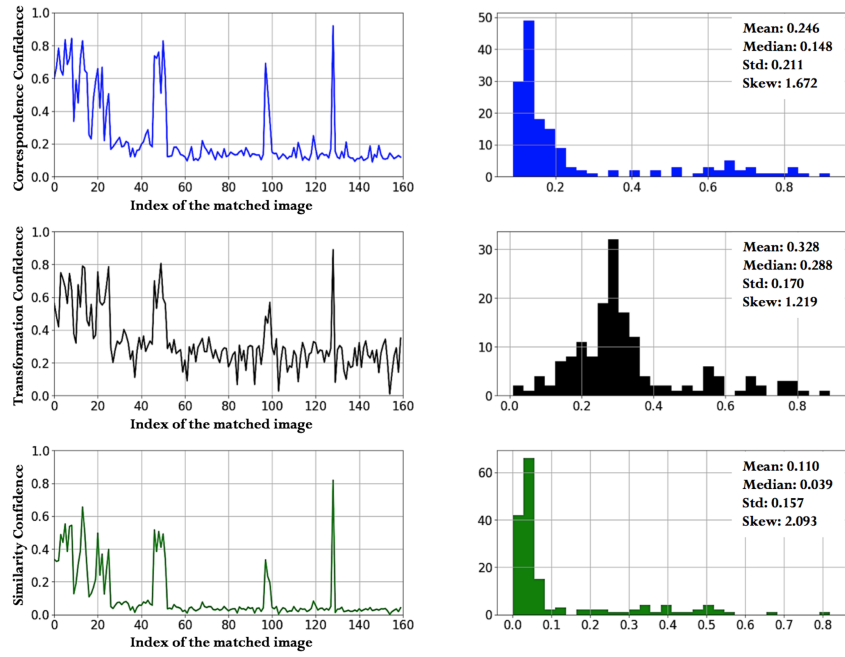 Correspondence Confidence
1.0
0.8
0.6
0.4
0.2
0.0
0 20 40 60 80 100 120 140 160
Index of the matched image
50
40
30
20
10
0
0.2 0.4 0.6 0.8
Mean: 0.246
Median: 0.148
Std: 0.211
Skew: 1.672
Transformation Confidence
1.0
0.8
0.6
0.4
0.2
0.0
0 20 40 60 80 100 120 140 160
Index of the matched image
30
20
10
0
0.0 0.2 0.4 0.6 0.8
Mean: 0.328
Median: 0.288
Std: 0.170
Skew: 1.219
Similarity Confidence
1.0
0.8
0.6
0.4
0.2
0.0
0 20 40 60 80 100 120 140 160
Index of the matched image
60
40
20
0
0.0 0.1 0.2 0.3 0.4 0.5 0.6 0.7 0.8
Mean: 0.110
Median: 0.039
Std: 0.157
Skew: 2.093